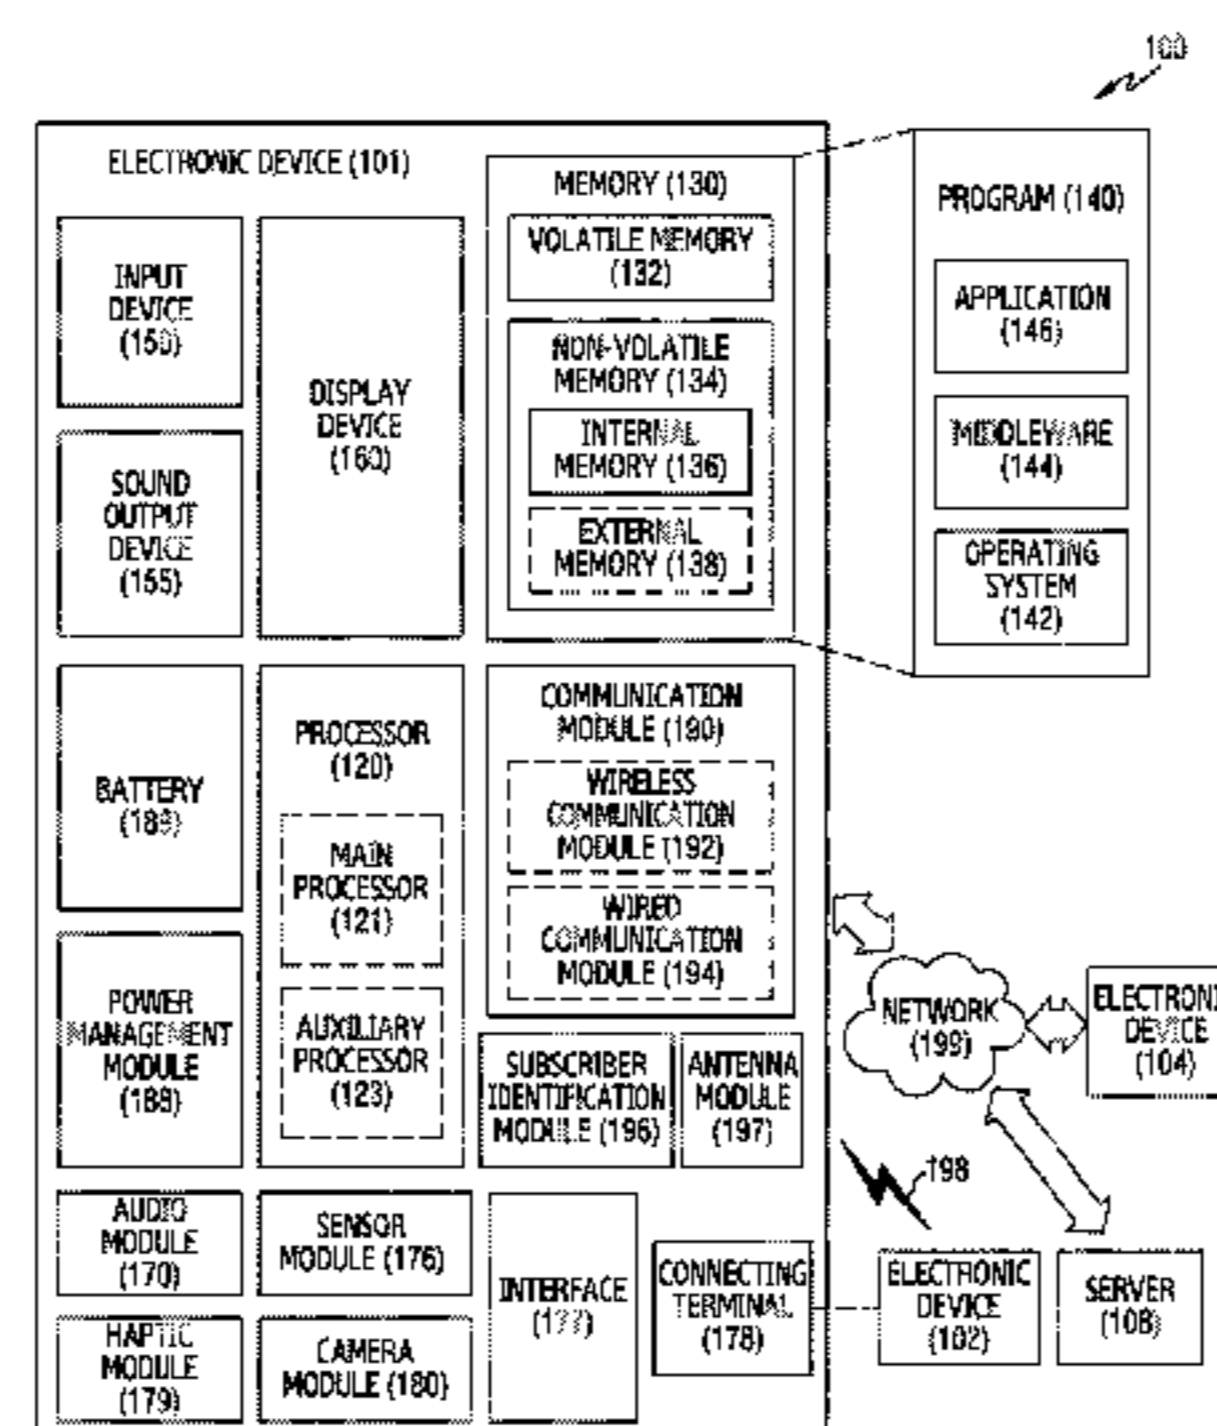 100
ELECTRONIC DEVICE (101)
INPUT
DEVICE
(150)
SOUND
OUTPUT
DEVICE
(155)
DISPLAY
DEVICE
(160)
MEMORY (130)
VOLATILE MEMORY
(132)
NON-VOLATILE
MEMORY (134)
INTERNAL
MEMORY (136)
EXTERNAL
MEMORY (138)
PROGRAM (140)
APPLICATION
(146)
MIDDLEWARE
(144)
OPERATING
SYSTEM
(142)
BATTERY
(189)
POWER
MANAGEMENT
MODULE
(188)
PROCESSOR
(120)
MAIN
PROCESSOR
(121)
AUXILIARY
PROCESSOR
(123)
COMMUNICATION
MODULE (190)
WIRELESS
COMMUNICATION
MODULE (192)
WIRED
COMMUNICATION
MODULE (194)
SUBSCRIBER
IDENTIFICATION
MODULE (196)
ANTENNA
MODULE
(197)
NETWORK
(199)
ELECTRONI
DEVICE
(104)
198
AUDIO
MODULE
(170)
SENSOR
MODULE (176)
INTERFACE
(177)
CONNECTING
TERMINAL
(178)
ELECTRONIC
DEVICE
(102)
SERVER
(108)
HAPTIC
MODULE
(179)
CAMERA
MODULE (180)